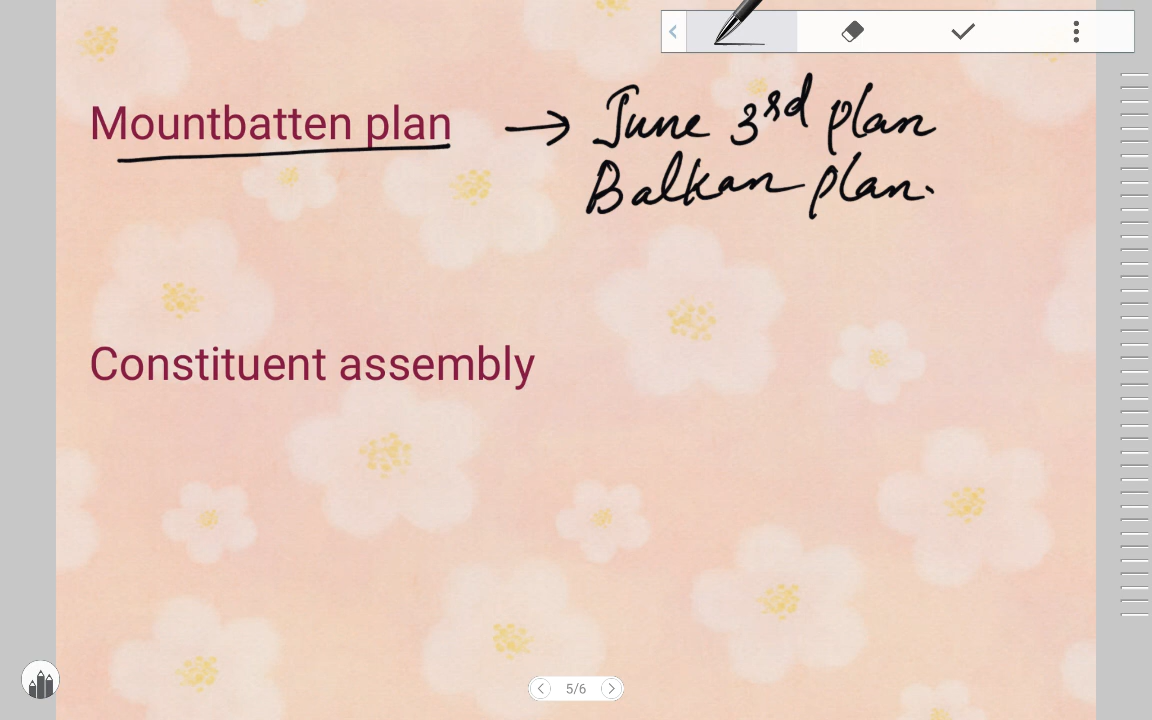 Mountbatten plan → June 3rd plan
Balkan plan.
Constituent assembly
5/6